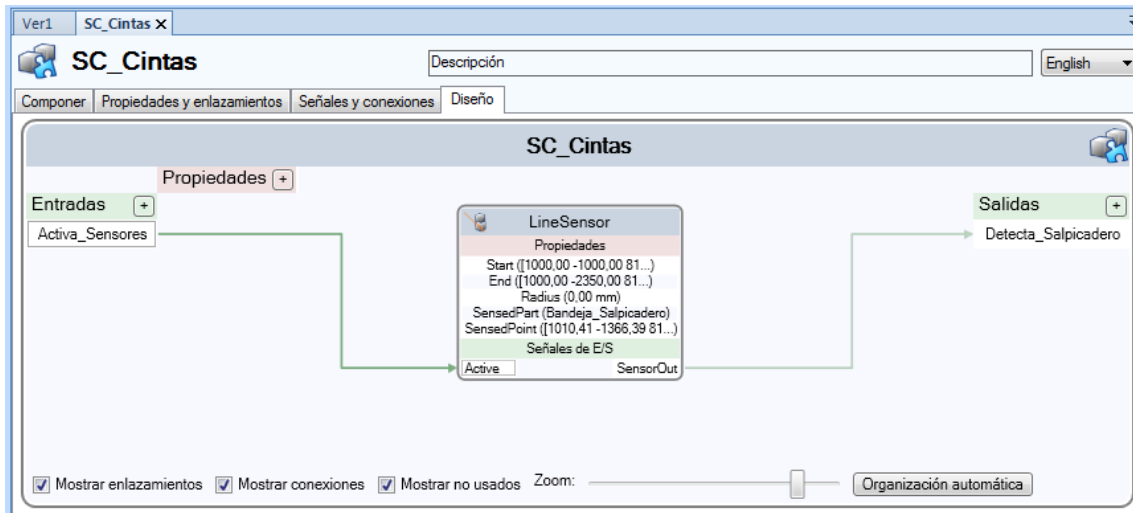 Ver1 SC_Cintas
SC_Cintas Descripción English
Componer Propiedades y enlazamientos Señales y conexiones Diseño
SC_Cintas
Propiedades +
Entradas +
Activa_Sensores
LineSensor
Propiedades
Start ([1000,00 -1000,00 81...)
End ([1000,00 -2350,00 81...)
Radius (0,00 mm)
SensedPart (Bandeja_Salpicadero)
SensedPoint ([1010,41 -1366,39 81...)
Señales de E/S
Active SensorOut
Salidas +
Detecta_Salpicadero
Mostrar enlazamientos Mostrar conexiones Mostrar no usados Zoom: Organización automática